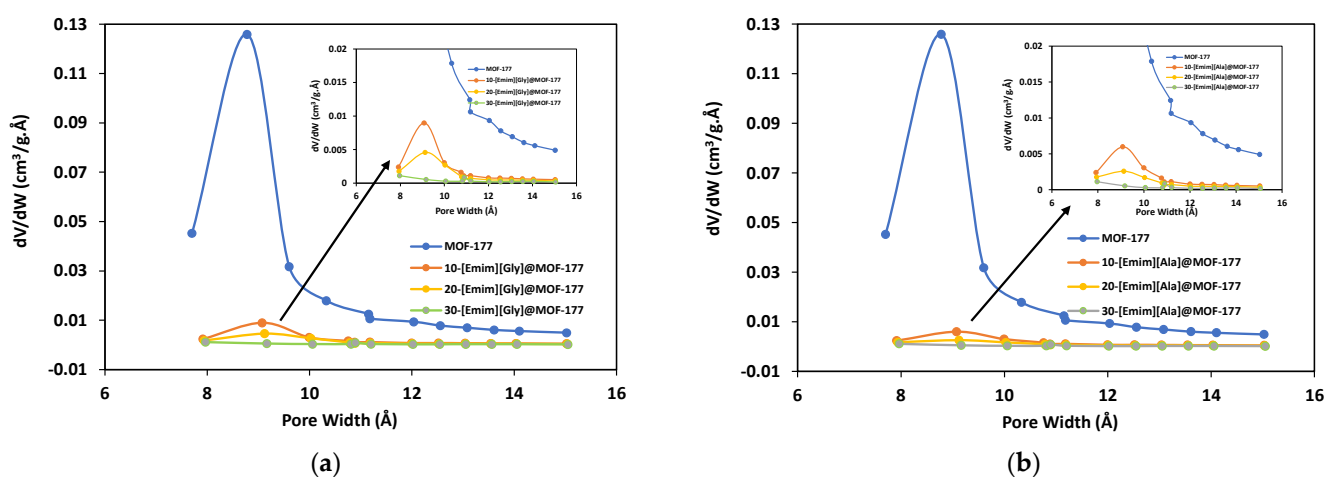 0.13
0.11
0.09
0.07
0.05
0.03
0.01
-0.01
dV/dW (cm³/g.Å)
6 8 10 12 14 16
Pore Width (Å)
0.02
0.015
0.01
0.005
0
dV/dW (cm³/g.Å)
6 8 10 12 14 16
Pore Width (Å)
MOF-177
10-[Emim][Gly]@MOF-177
20-[Emim][Gly]@MOF-177
30-[Emim][Gly]@MOF-177
MOF-177
10-[Emim][Gly]@MOF-177
20-[Emim][Gly]@MOF-177
30-[Emim][Gly]@MOF-177
(a)
0.13
0.11
0.09
0.07
0.05
0.03
0.01
-0.01
dV/dW (cm³/g.Å)
6 8 10 12 14 16
Pore Width (Å)
0.02
0.015
0.01
0.005
0
dV/dW (cm³/g.Å)
6 8 10 12 14 16
Pore Width (Å)
MOF-177
10-[Emim][Ala]@MOF-177
20-[Emim][Ala]@MOF-177
30-[Emim][Ala]@MOF-177
MOF-177
10-[Emim][Ala]@MOF-177
20-[Emim][Ala]@MOF-177
30-[Emim][Ala]@MOF-177
(b)